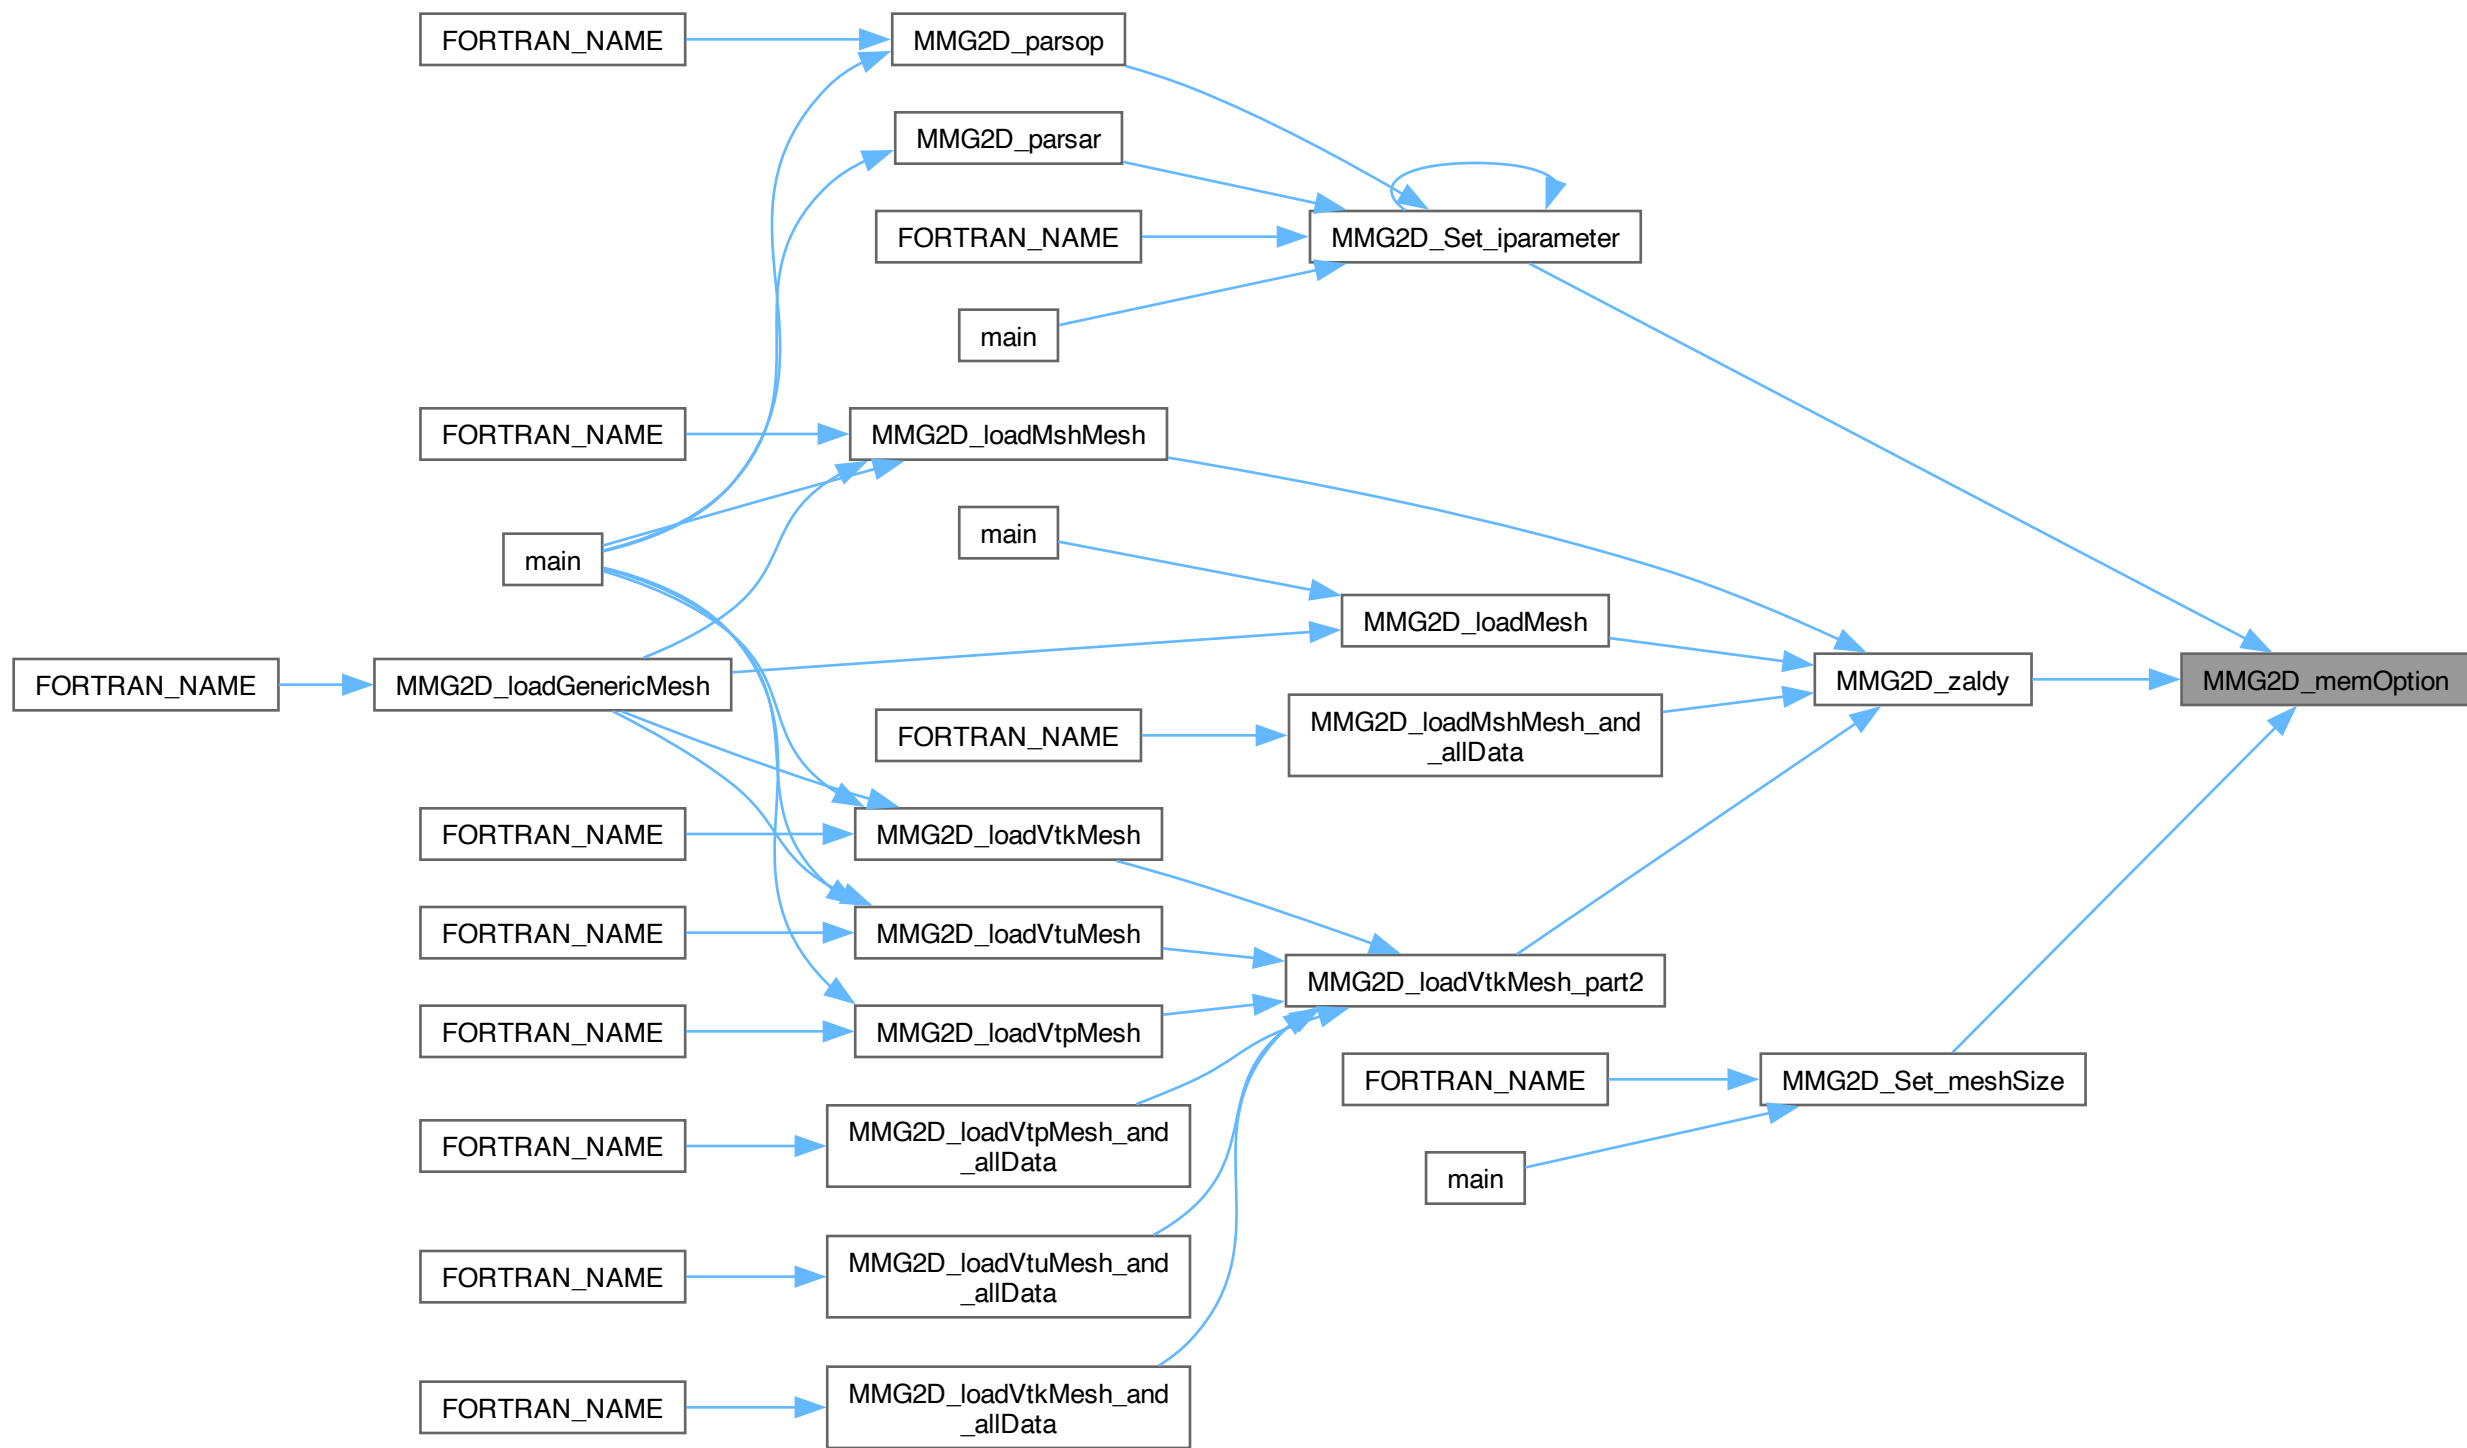 FORTRAN_NAME
MMG2D_parsop
MMG2D_parsar
FORTRAN_NAME
MMG2D_Set_iparameter
main
FORTRAN_NAME
MMG2D_loadMshMesh
main
main
MMG2D_loadMesh
FORTRAN_NAME
MMG2D_loadGenericMesh
MMG2D_zaldy
MMG2D_memOption
FORTRAN_NAME
MMG2D_loadMshMesh_and
_allData
FORTRAN_NAME
MMG2D_loadVtkMesh
FORTRAN_NAME
MMG2D_loadVtuMesh
MMG2D_loadVtkMesh_part2
FORTRAN_NAME
MMG2D_loadVtpMesh
FORTRAN_NAME
MMG2D_Set_meshSize
FORTRAN_NAME
MMG2D_loadVtpMesh_and
_allData
main
FORTRAN_NAME
MMG2D_loadVtuMesh_and
_allData
FORTRAN_NAME
MMG2D_loadVtkMesh_and
_allData